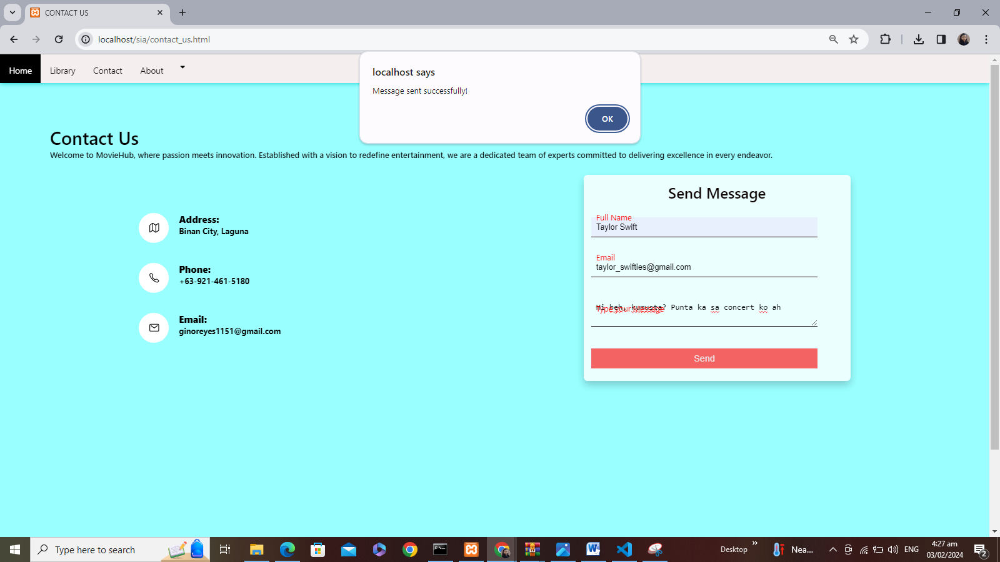 CONTACT US
localhost/sia/contact_us.html
Home Library Contact About
localhost says
Message sent successfully!
OK
Contact Us
Welcome to MovieHub, where passion meets innovation. Established with a vision to redefine entertainment, we are a dedicated team of experts committed to delivering excellence in every endeavor.
Address:
Binan City, Laguna
Phone:
+63-921-461-5180
Email:
ginoreyes1151@gmail.com
Send Message
Full Name
Taylor Swift
Email
taylor_swifties@gmail.com
Hi beh, kumusta? Punta ka sa concert ko ah
Type your Message
Send
Type here to search
Desktop
Nea...
ENG
4:27 am
03/02/2024
2